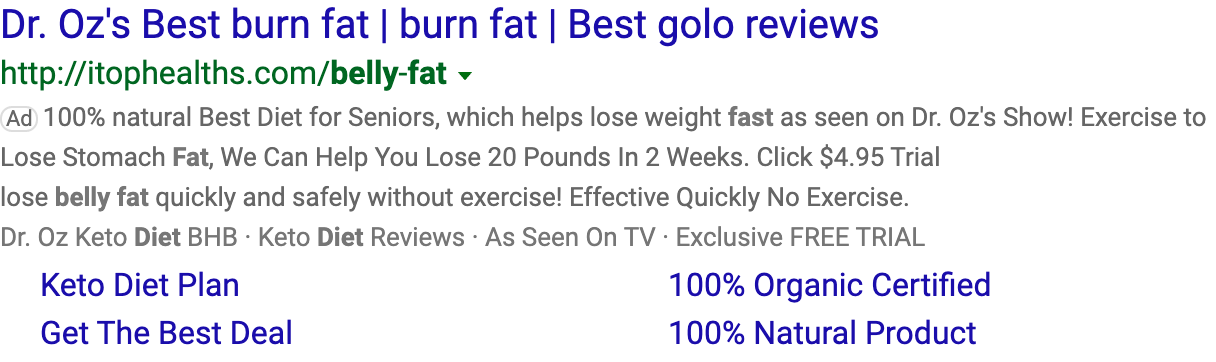 Dr. Oz's Best burn fat | burn fat | Best golo reviews
http://itophealths.com/belly-fat
Ad 100% natural Best Diet for Seniors, which helps lose weight fast as seen on Dr. Oz's Show! Exercise to
Lose Stomach Fat, We Can Help You Lose 20 Pounds In 2 Weeks. Click $4.95 Trial
lose belly fat quickly and safely without exercise! Effective Quickly No Exercise.
Dr. Oz Keto Diet BHB · Keto Diet Reviews · As Seen On TV · Exclusive FREE TRIAL
Keto Diet Plan 100% Organic Certified
Get The Best Deal 100% Natural Product